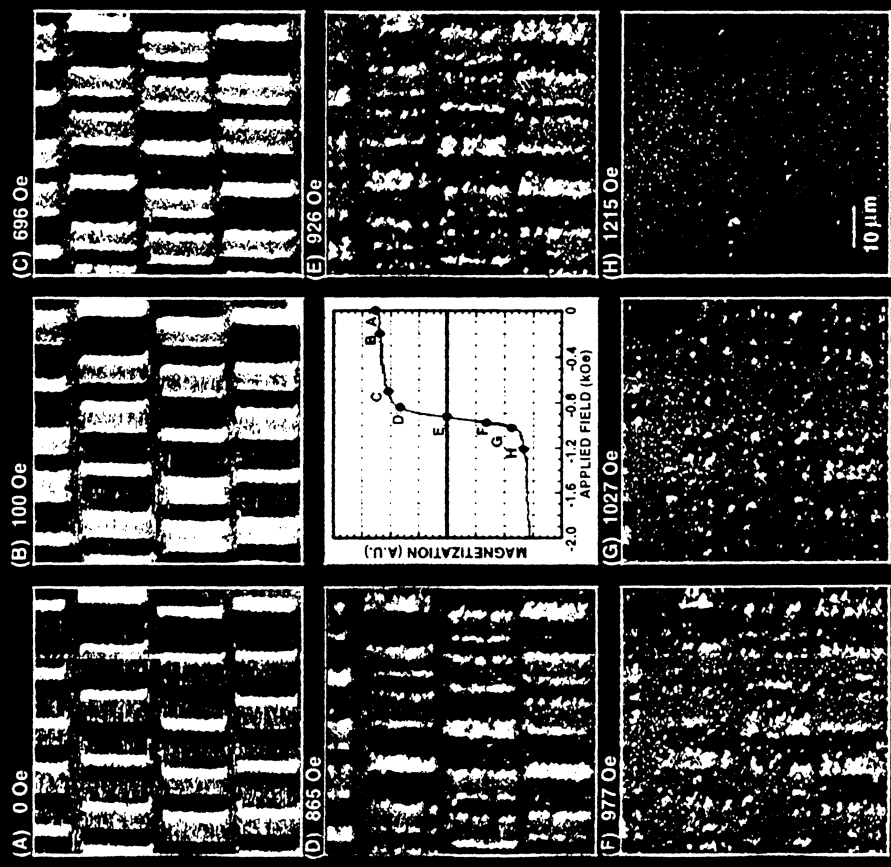 (A) 0 Oe
(B) 100 Oe
(C) 696 Oe
(D) 865 Oe
MAGNETIZATION (A.U.)
A
B
C
D
E
F
G
H
-2.0 -1.6 -1.2 -0.8 -0.4 0
APPLIED FIELD (kOe)
(E) 926 Oe
(F) 977 Oe
(G) 1027 Oe
(H) 1215 Oe
10 µm